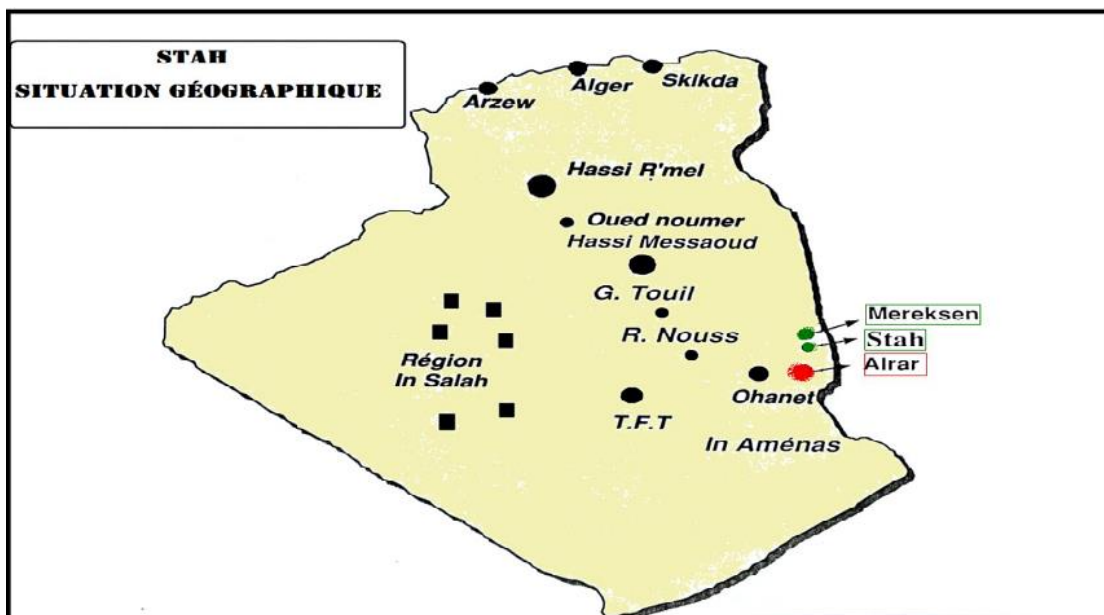 STAH
SITUATION GÉOGRAPHIQUE
Arzew
Alger
Skikda
Hassi R'mel
Oued noumer
Hassi Messaoud
G. Touil
R. Nouss
Mereksen
Stah
Alrar
Région
In Salah
Ohanet
T.F.T
In Aménas